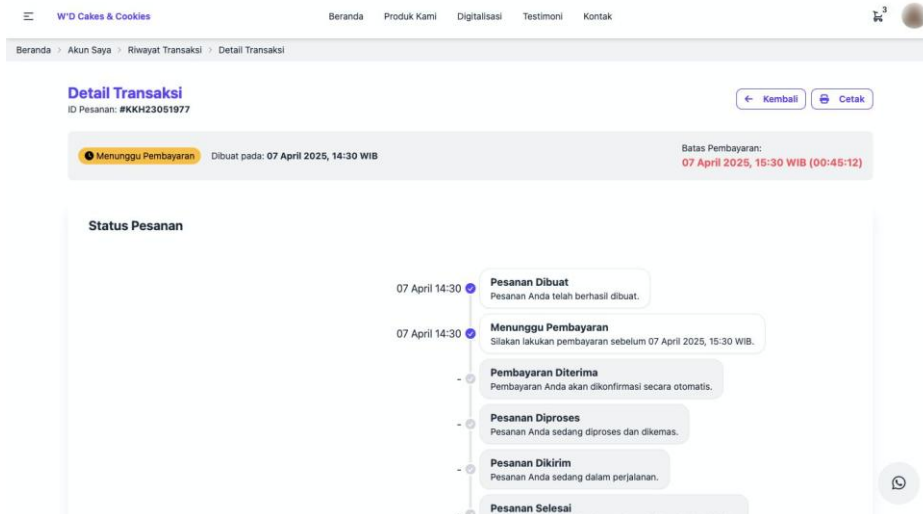 W'D Cakes & Cookies
Beranda Produk Kami Digitalisasi Testimoni Kontak
3
Beranda > Akun Saya > Riwayat Transaksi > Detail Transaksi
Detail Transaksi
ID Pesanan: #KKH23051977
← Kembali
Cetak
Menunggu Pembayaran
Dibuat pada: 07 April 2025, 14:30 WIB
Batas Pembayaran:
07 April 2025, 15:30 WIB (00:45:12)
Status Pesanan
07 April 14:30
Pesanan Dibuat
Pesanan Anda telah berhasil dibuat.
07 April 14:30
Menunggu Pembayaran
Silakan lakukan pembayaran sebelum 07 April 2025, 15:30 WIB.
-
Pembayaran Diterima
Pembayaran Anda akan dikonfirmasi secara otomatis.
-
Pesanan Diproses
Pesanan Anda sedang diproses dan dikemas.
-
Pesanan Dikirim
Pesanan Anda sedang dalam perjalanan.
Pesanan Selesai